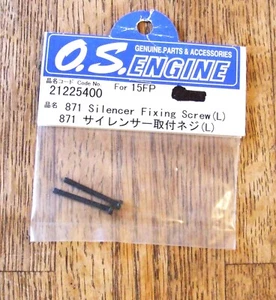 GENUINE PARTS & ACCESSORIES
O.S. ENGINE
品名コード Code No.
21225400 For 15FP
品名 871 Silencer Fixing Screw(L)
871 サイレンサー取付ネジ(L)